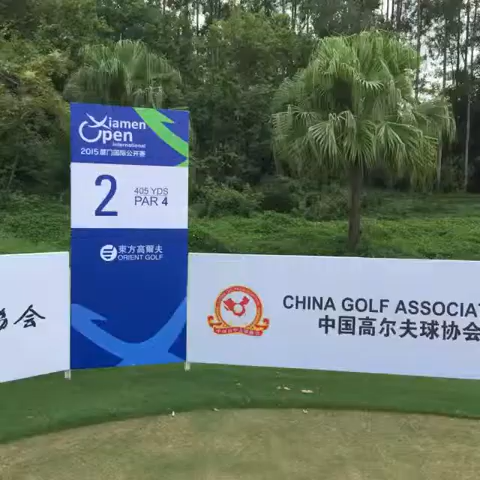 Xiamen
Open
international
2015厦门国际公开赛
2
405 YDS
PAR 4
東方高爾夫
ORIENT GOLF
会
CHINA GOLF ASSOCIAT
中国高尔夫球协会